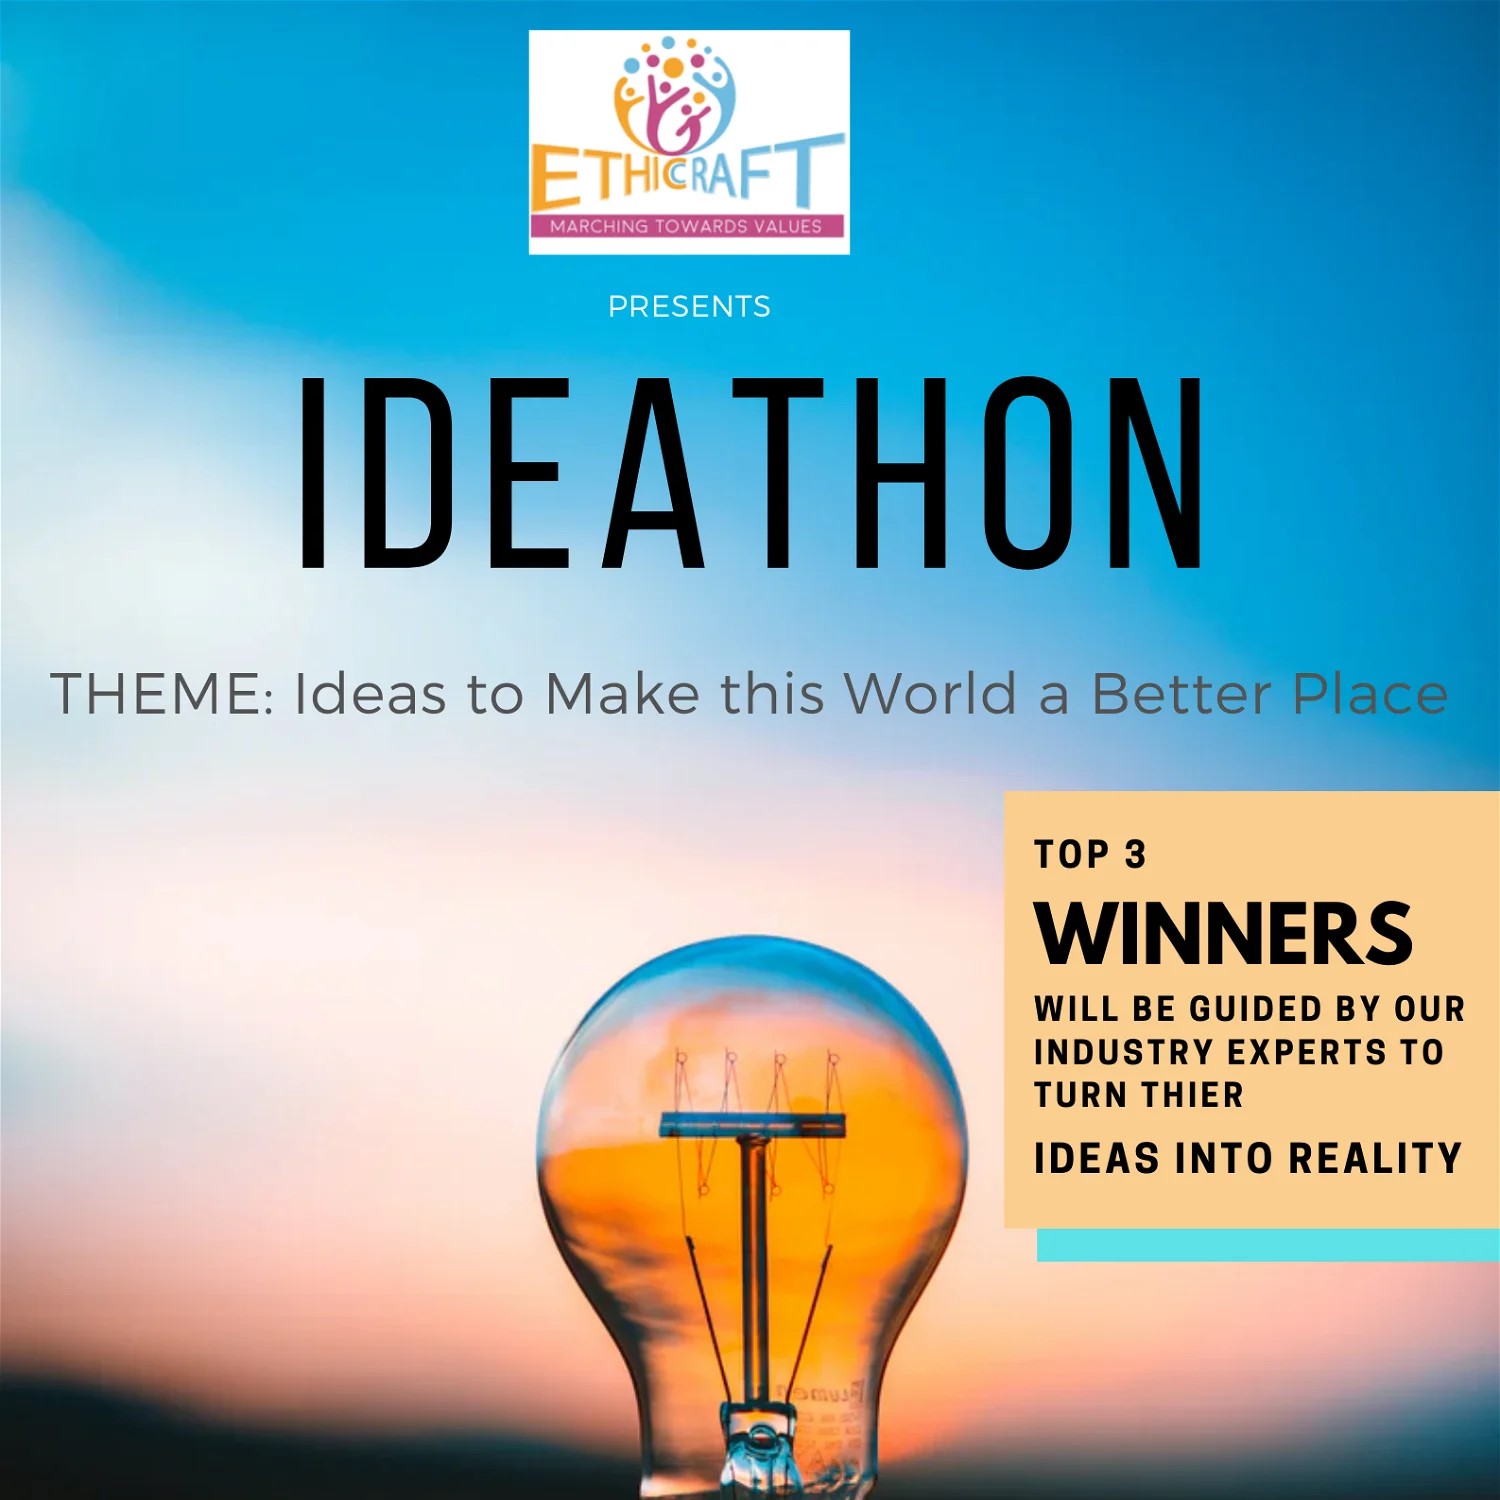 ETHICCRAFT
MARCHING TOWARDS VALUES
PRESENTS
IDEATHON
THEME: Ideas to Make this World a Better Place
TOP 3
WINNERS
WILL BE GUIDED BY OUR
INDUSTRY EXPERTS TO
TURN THIER
IDEAS INTO REALITY